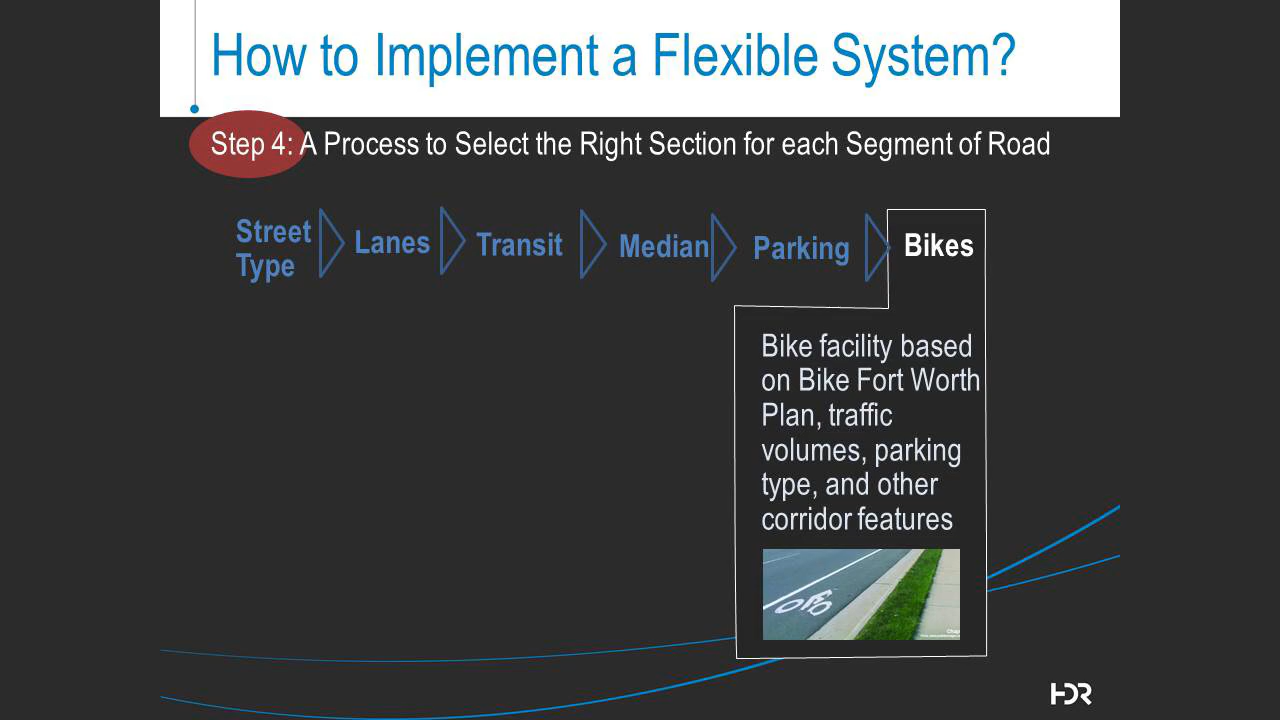 How to Implement a Flexible System?
Step 4: A Process to Select the Right Section for each Segment of Road
Street
Type
Lanes
Transit
Median
Parking
Bikes
Bike facility based
on Bike Fort Worth
Plan, traffic
volumes, parking
type, and other
corridor features
HDR